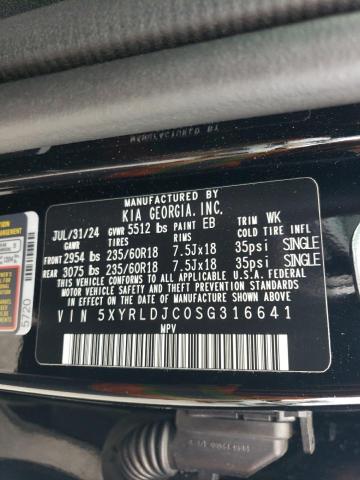 MANUFACTURED BY
KIA GEORGIA, INC.
JUL/31/24 GVWR 5512 lbs PAINT EB TRIM WK
GAWR TIRES RIMS COLD TIRE INFL
FRONT 2954 lbs 235/60R18 7.5Jx18 35psi SINGLE
REAR 3075 lbs 235/60R18 7.5Jx18 35psi SINGLE
THIS VEHICLE CONFORMS TO ALL APPLICABLE U.S.A. FEDERAL
MOTOR VEHICLE SAFETY STANDARDS IN EFFECT ON THE
DATE OF MANUFACTURE SHOWN ABOVE.
VIN 5XYRLDJC0SG316641
MPV
5720